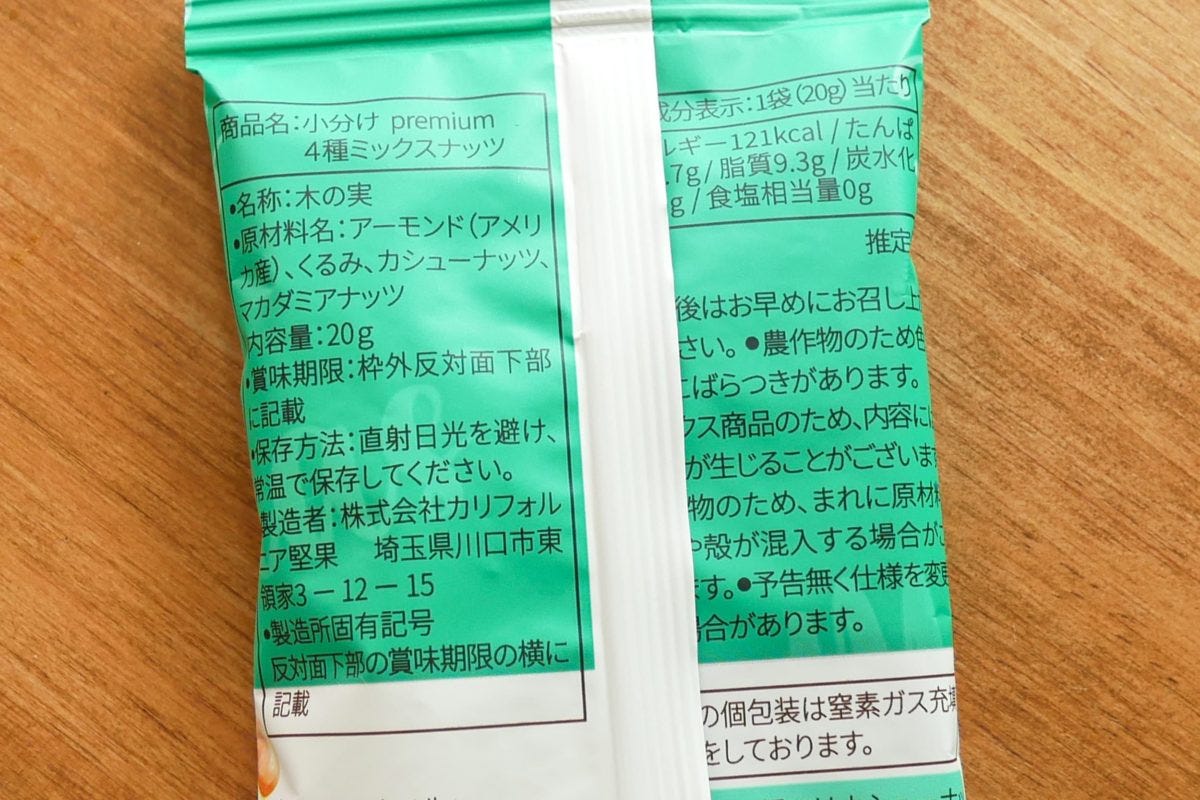 商品名:小分け premium
4種ミックスナッツ
•名称:木の実
•原材料名:アーモンド(アメリ
カ産)、くるみ、カシューナッツ、
マカダミアナッツ
内容量:20g
•賞味期限:枠外反対面下部
に記載
•保存方法:直射日光を避け、
常温で保存してください。
製造者:株式会社カリフォル
ニア堅果 埼玉県川口市東
領家3-12-15
•製造所固有記号
反対面下部の賞味期限の横に
記載
成分表示:1袋(20g)当たり
ルギー121kcal/たんぱ
.7g/脂質9.3g/炭水化
g/食塩相当量0g
推定
後はお早めにお召し上
さい。●農作物のため色
ばらつきがあります。
クス商品のため、内容に
が生じることがございま
物のため、まれに原材料
や殻が混入する場合がご
ます。●予告無く仕様を変更
場合があります。
の個包装は窒素ガス充填
をしております。